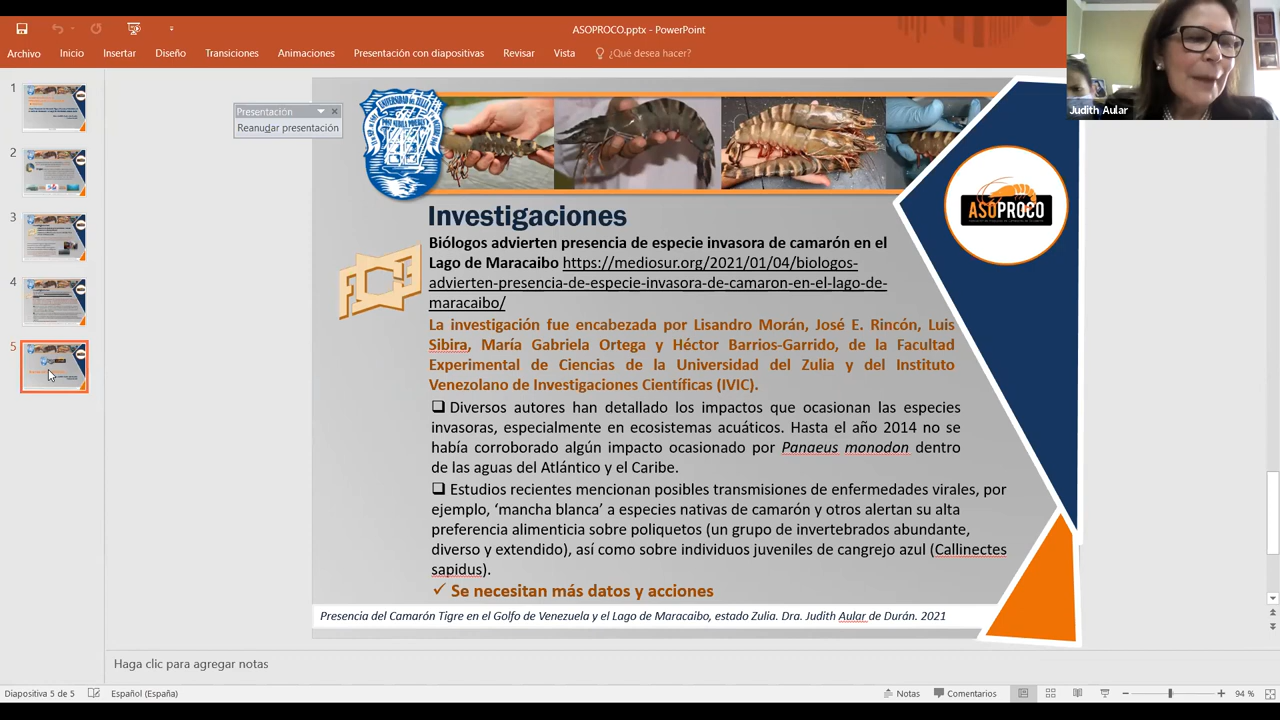 ASOPROCO.pptx - PowerPoint
Archivo
Inicio
Insertar
Diseño
Transiciones
Animaciones
Presentación con diapositivas
Revisar
Vista
¿Qué desea hacer?
Judith Aular
1
2
3
4
5
Presentación
Reanudar presentación
ASOPROCO
Investigaciones
Biólogos advierten presencia de especie invasora de camarón en el
Lago de Maracaibo https://mediosur.org/2021/01/04/biologos-
advierten-presencia-de-especie-invasora-de-camaron-en-el-lago-de-
maracaibo/
La investigación fue encabezada por Lisandro Morán, José E. Rincón, Luis
Sibira, María Gabriela Ortega y Héctor Barrios-Garrido, de la Facultad
Experimental de Ciencias de la Universidad del Zulia y del Instituto
Venezolano de Investigaciones Científicas (IVIC).
❑ Diversos autores han detallado los impactos que ocasionan las especies
invasoras, especialmente en ecosistemas acuáticos. Hasta el año 2014 no se
había corroborado algún impacto ocasionado por Panaeus monodon dentro
de las aguas del Atlántico y el Caribe.
❑ Estudios recientes mencionan posibles transmisiones de enfermedades virales, por
ejemplo, ‘mancha blanca’ a especies nativas de camarón y otros alertan su alta
preferencia alimenticia sobre poliquetos (un grupo de invertebrados abundante,
diverso y extendido), así como sobre individuos juveniles de cangrejo azul (Callinectes
sapidus).
✓ Se necesitan más datos y acciones
Presencia del Camarón Tigre en el Golfo de Venezuela y el Lago de Maracaibo, estado Zulia. Dra. Judith Aular de Durán. 2021
Haga clic para agregar notas
Diapositiva 5 de 5
Español (España)
Notas
Comentarios
94 %